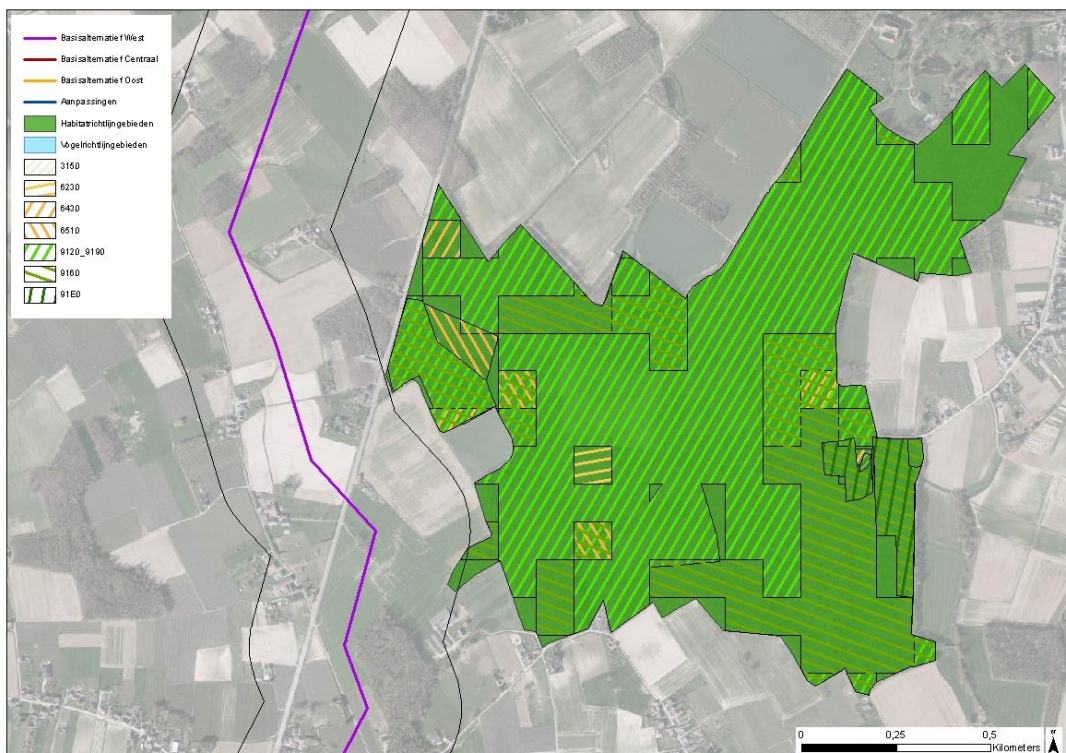 Basisalternatief West
Basisalternatief Centraal
Basisalternatief Oost
Aanpassingen
Habitatrichtlijngebieden
Vogelrichtlijngebieden
3150
6230
6430
6510
9120_9190
9160
91E0
0 0,25 0,5
Kilometers
N